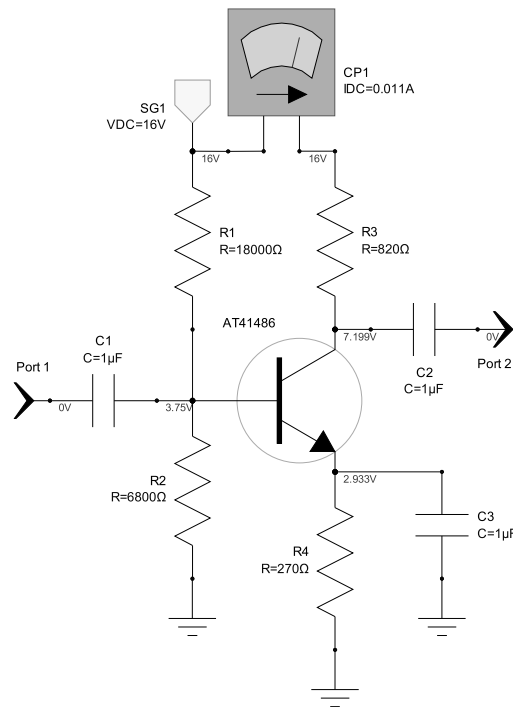 CP1
IDC=0.011A
SG1
VDC=16V
16V
16V
R1
R=18000Ω
R3
R=820Ω
AT41486
7.199V
0V
Port 2
C1
C=1µF
C2
C=1µF
Port 1
0V
3.75V
2.933V
R2
R=6800Ω
C3
C=1µF
R4
R=270Ω